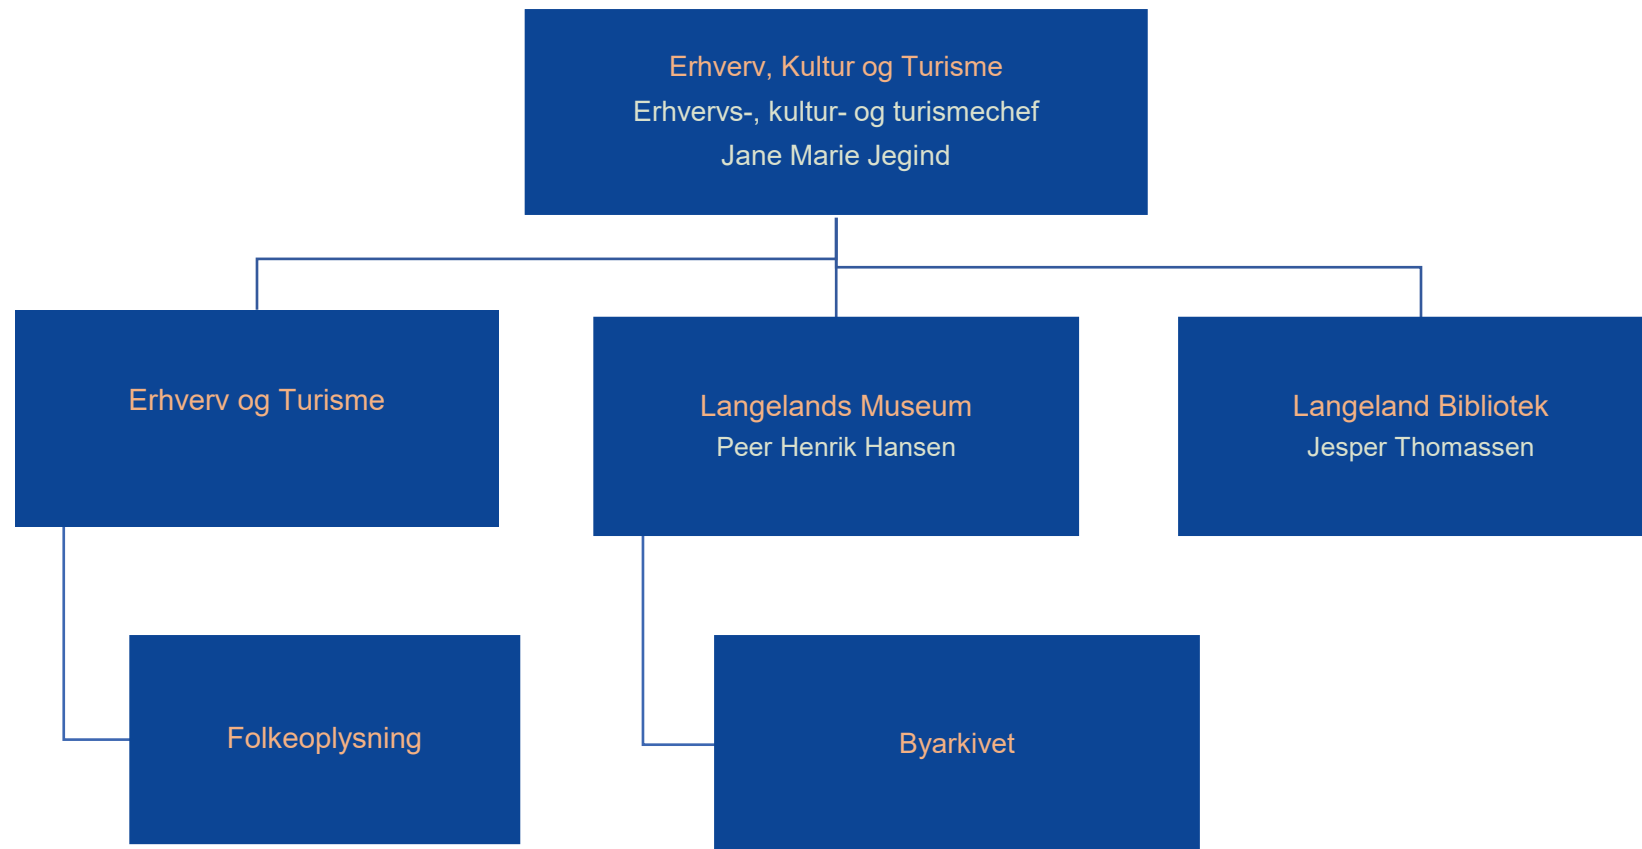 Erhverv, Kultur og Turisme
Erhvervs-, kultur- og turismechef
Jane Marie Jegind
Erhverv og Turisme
Langelands Museum
Peer Henrik Hansen
Langeland Bibliotek
Jesper Thomassen
Folkeoplysning
Byarkivet